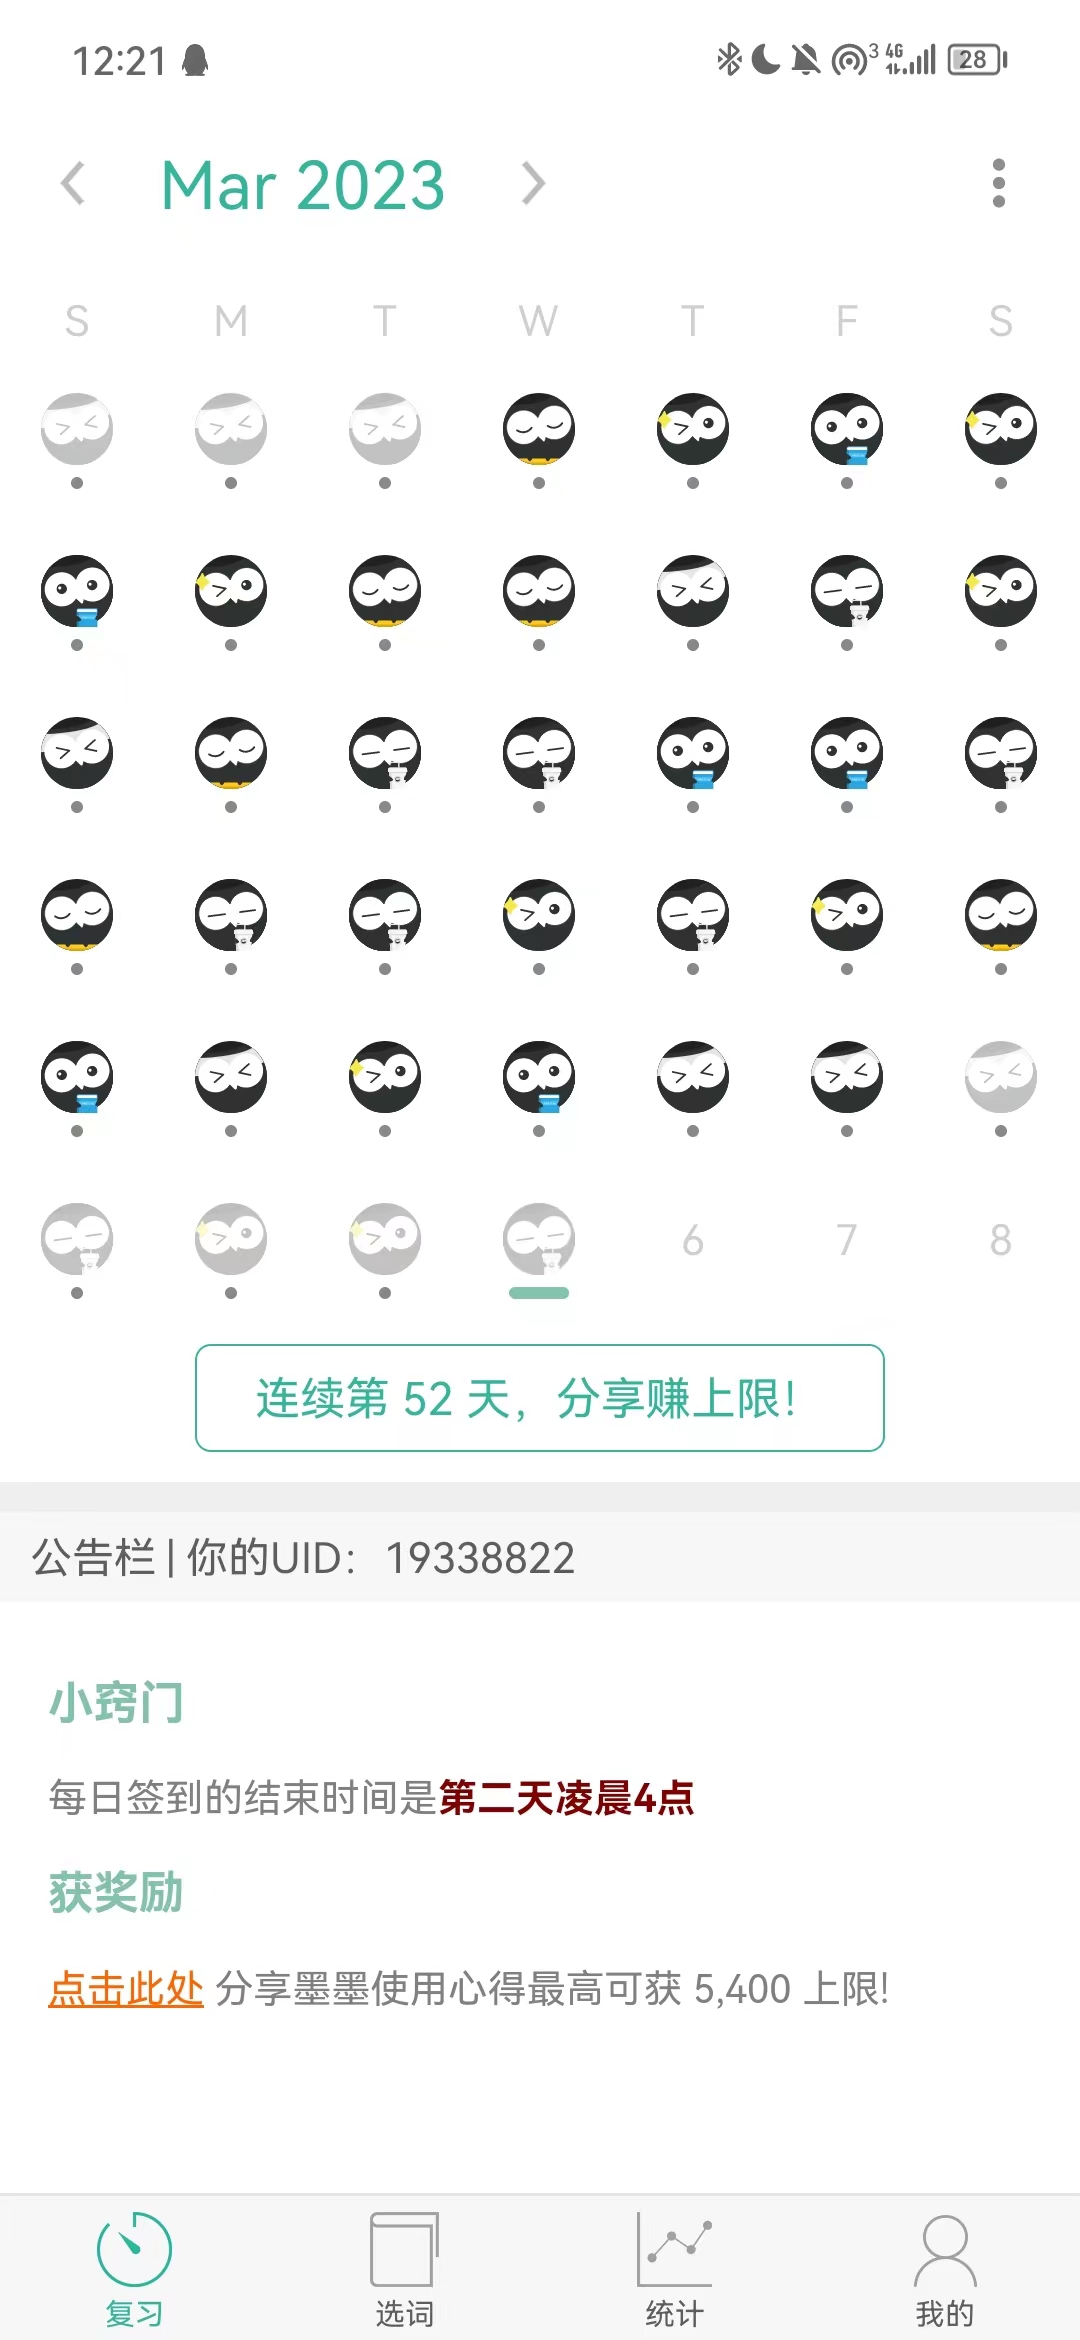 12:21
3 4G 28
Mar 2023
S M T W T F S
6 7 8
连续第 52 天，分享赚上限！
公告栏 | 你的UID： 19338822
小窍门
每日签到的结束时间是第二天凌晨4点
获奖励
点击此处 分享墨墨使用心得最高可获 5,400 上限!
复习 选词 统计 我的